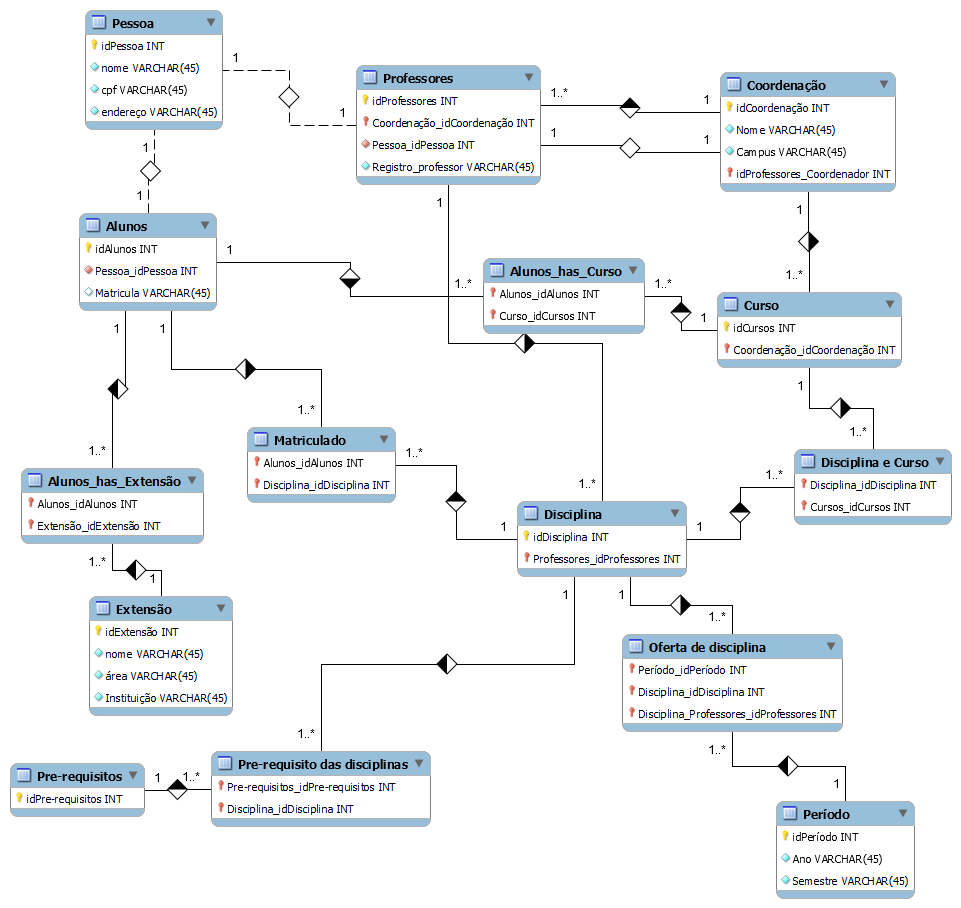 Pessoa
idPessoa INT
nome VARCHAR(45)
cpf VARCHAR(45)
endereço VARCHAR(45)
1
1
1
1
Professores
idProfessores INT
Coordenação_idCoordenação INT
Pessoa_idPessoa INT
Registro_professor VARCHAR(45)
1..*
1
1
1
Coordenação
idCoordenação INT
Nome VARCHAR(45)
Campus VARCHAR(45)
idProfessores_Coordenador INT
1
1..*
Alunos
idAlunos INT
Pessoa_idPessoa INT
Matricula VARCHAR(45)
1
1..*
1
1..*
Alunos_has_Curso
Alunos_idAlunos INT
Curso_idCursos INT
1..*
1
Curso
idCursos INT
Coordenação_idCoordenação INT
1
1..*
1
1..*
1
1..*
Matriculado
Alunos_idAlunos INT
Disciplina_idDisciplina INT
1..*
1
Alunos_has_Extensão
Alunos_idAlunos INT
Extensão_idExtensão INT
1..*
1
Disciplina e Curso
Disciplina_idDisciplina INT
Cursos_idCursos INT
1..*
1
Disciplina
idDisciplina INT
Professores_idProfessores INT
1
1..*
1
1..*
Extensão
idExtensão INT
nome VARCHAR(45)
área VARCHAR(45)
Instituição VARCHAR(45)
Oferta de disciplina
Período_idPeríodo INT
Disciplina_idDisciplina INT
Disciplina_Professores_idProfessores INT
1..*
1
Pre-requisitos
idPre-requisitos INT
1
1..*
Pre-requisito das disciplinas
Pre-requisitos_idPre-requisitos INT
Disciplina_idDisciplina INT
Período
idPeríodo INT
Ano VARCHAR(45)
Semestre VARCHAR(45)